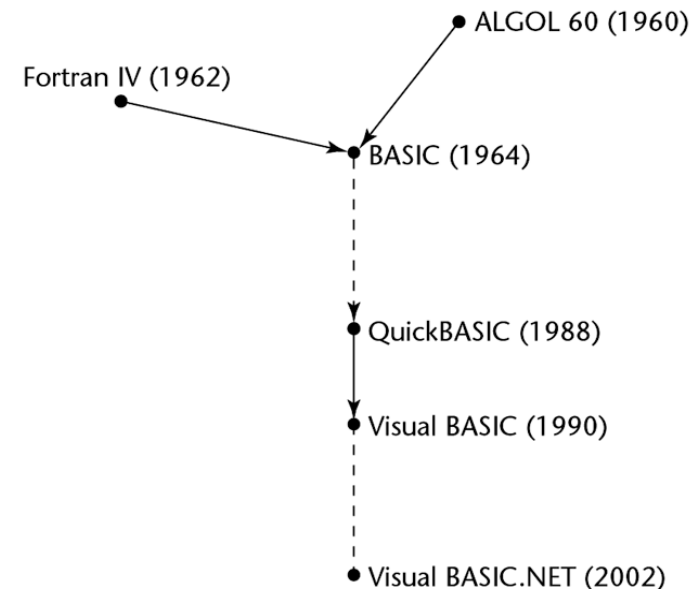 ALGOL 60 (1960)
Fortran IV (1962)
BASIC (1964)
QuickBASIC (1988)
Visual BASIC (1990)
Visual BASIC.NET (2002)